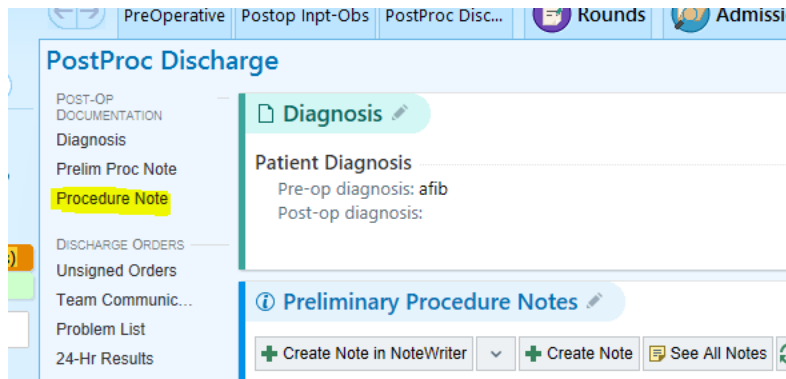 PreOperative Postop Inpt-Obs PostProc Disc... Rounds
PostProc Discharge
POST-OP
DOCUMENTATION
Diagnosis
Prelim Proc Note
Procedure Note
DISCHARGE ORDERS
Unsigned Orders
Team Communic...
Problem List
24-Hr Results
Diagnosis
Patient Diagnosis
Pre-op diagnosis: afib
Post-op diagnosis:
Preliminary Procedure Notes
Create Note in NoteWriter Create Note See All Notes